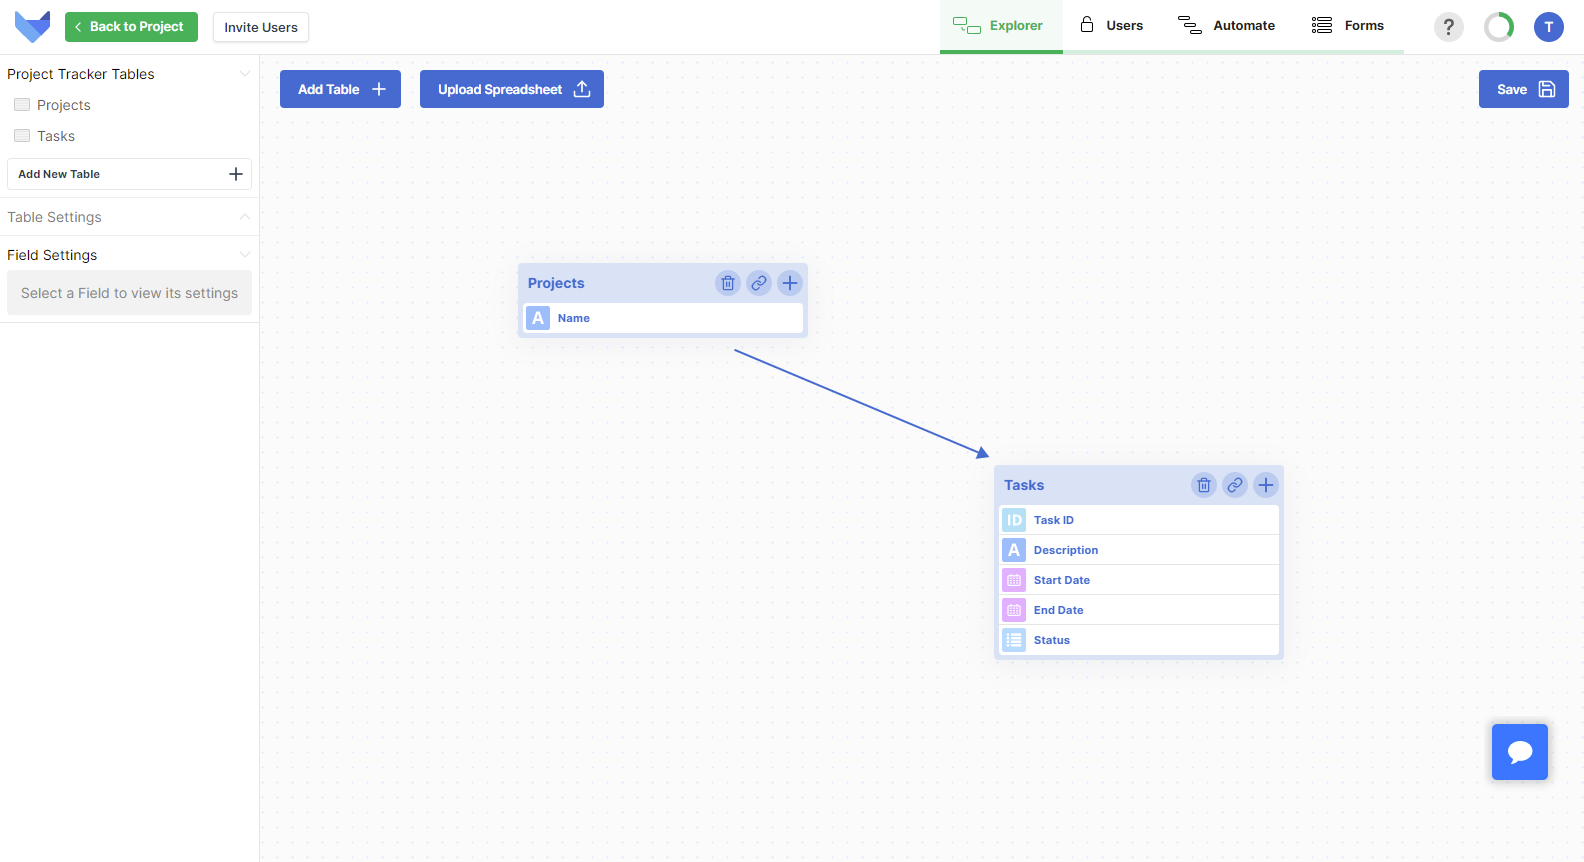 Back to Project
Invite Users
Explorer
Users
Automate
Forms
?
T
Project Tracker Tables
Projects
Tasks
Add New Table
Table Settings
Field Settings
Select a Field to view its settings
Add Table
Upload Spreadsheet
Save
Projects
A Name
Tasks
ID Task ID
A Description
Start Date
End Date
Status